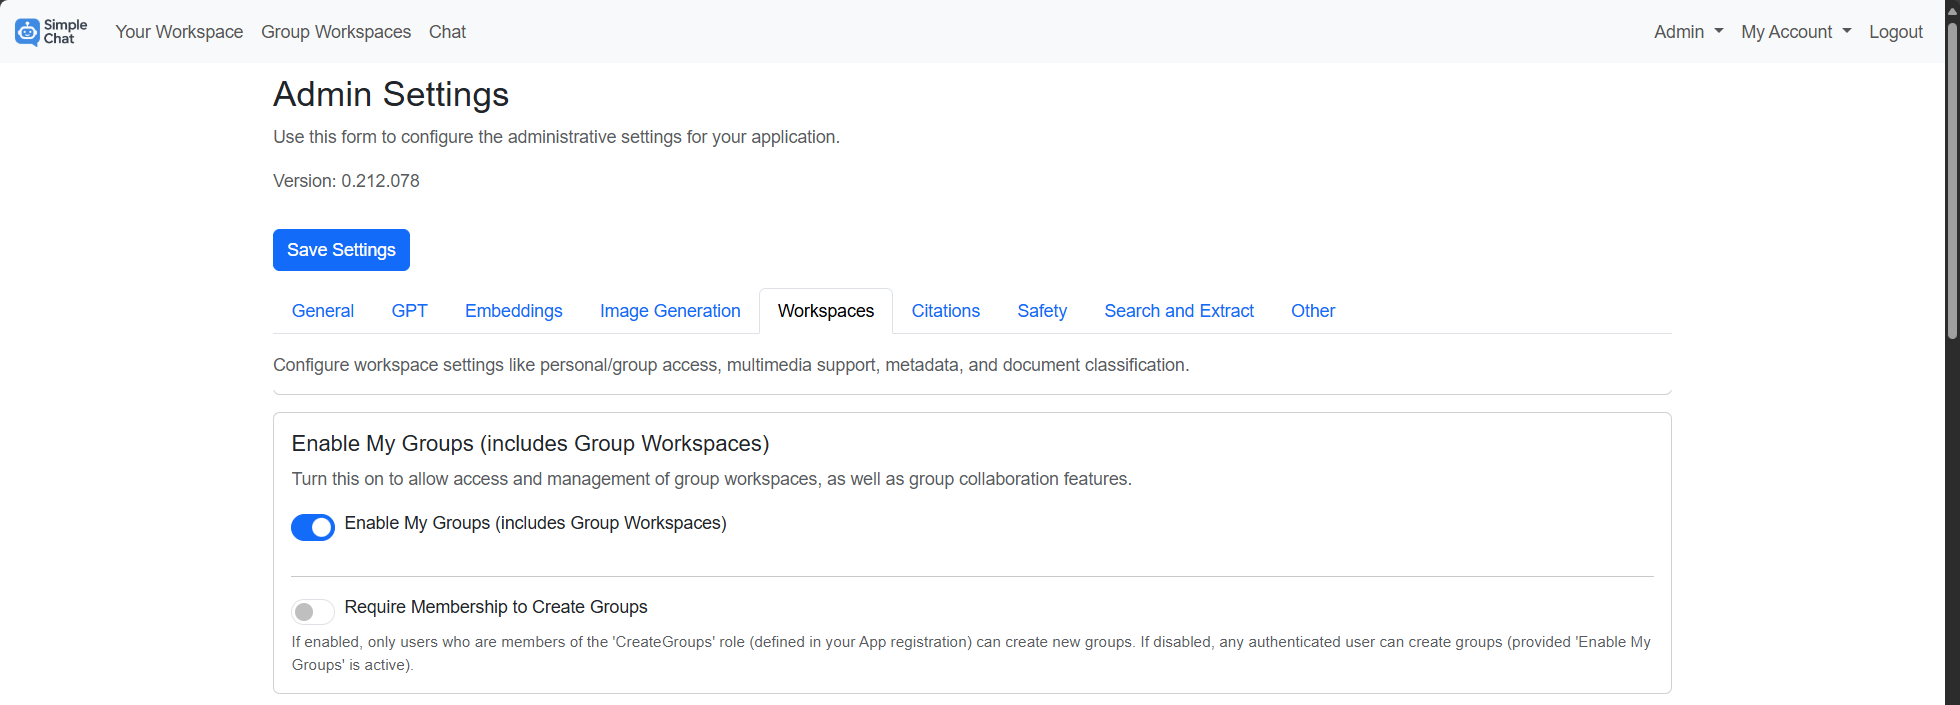 Simple
Chat
Your Workspace Group Workspaces Chat
Admin My Account Logout
Admin Settings
Use this form to configure the administrative settings for your application.
Version: 0.212.078
Save Settings
General GPT Embeddings Image Generation Workspaces Citations Safety Search and Extract Other
Configure workspace settings like personal/group access, multimedia support, metadata, and document classification.
Enable My Groups (includes Group Workspaces)
Turn this on to allow access and management of group workspaces, as well as group collaboration features.
Enable My Groups (includes Group Workspaces)
Require Membership to Create Groups
If enabled, only users who are members of the 'CreateGroups' role (defined in your App registration) can create new groups. If disabled, any authenticated user can create groups (provided 'Enable My
Groups' is active).